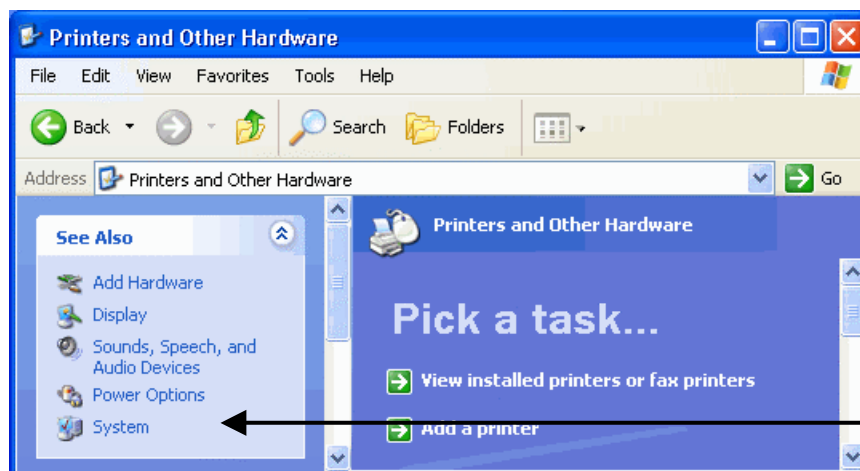 Printers and Other Hardware
File Edit View Favorites Tools Help
Back Search Folders
Address Printers and Other Hardware Go
See Also
Add Hardware
Display
Sounds, Speech, and
Audio Devices
Power Options
System
Printers and Other Hardware
Pick a task...
View installed printers or fax printers
Add a printer